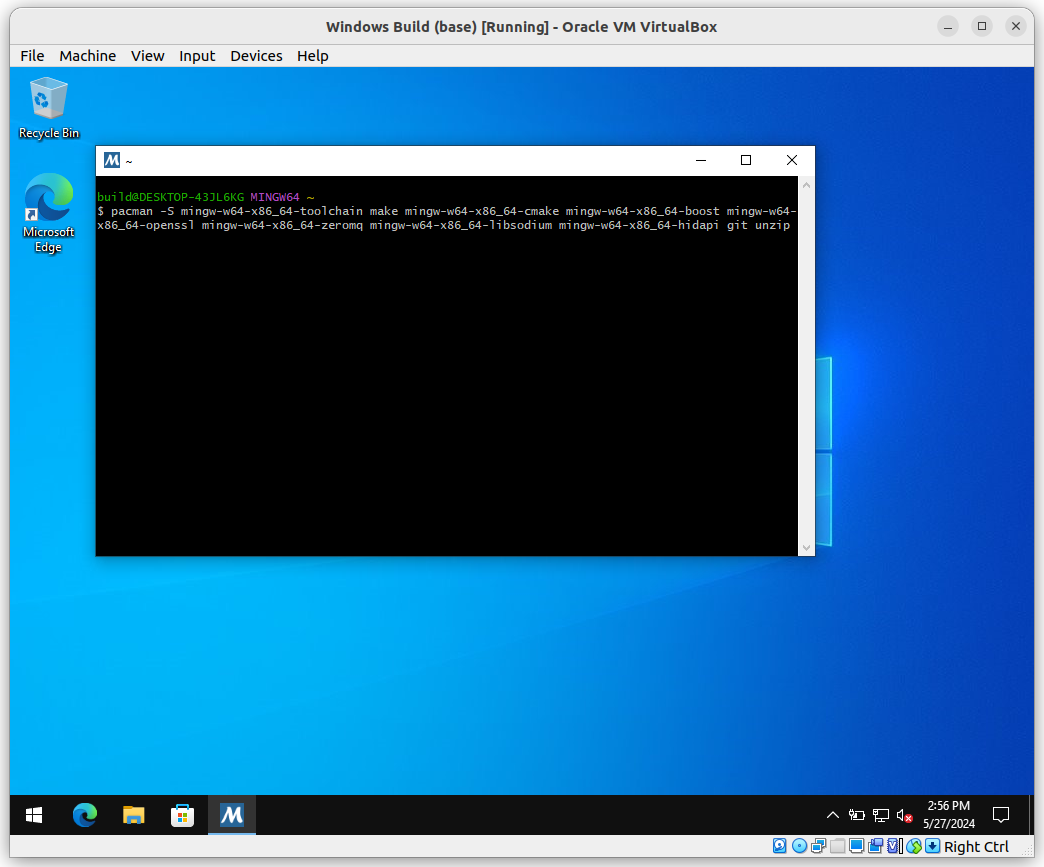 Windows Build (base) [Running] - Oracle VM VirtualBox
File Machine View Input Devices Help
Recycle Bin
Microsoft
Edge
~
build@DESKTOP-43JL6KG MINGW64 ~
$ pacman -S mingw-w64-x86_64-toolchain make mingw-w64-x86_64-cmake mingw-w64-x86_64-boost mingw-w64-
x86_64-openssl mingw-w64-x86_64-zeromq mingw-w64-x86_64-libsodium mingw-w64-x86_64-hidapi git unzip
2:56 PM
5/27/2024
Right Ctrl